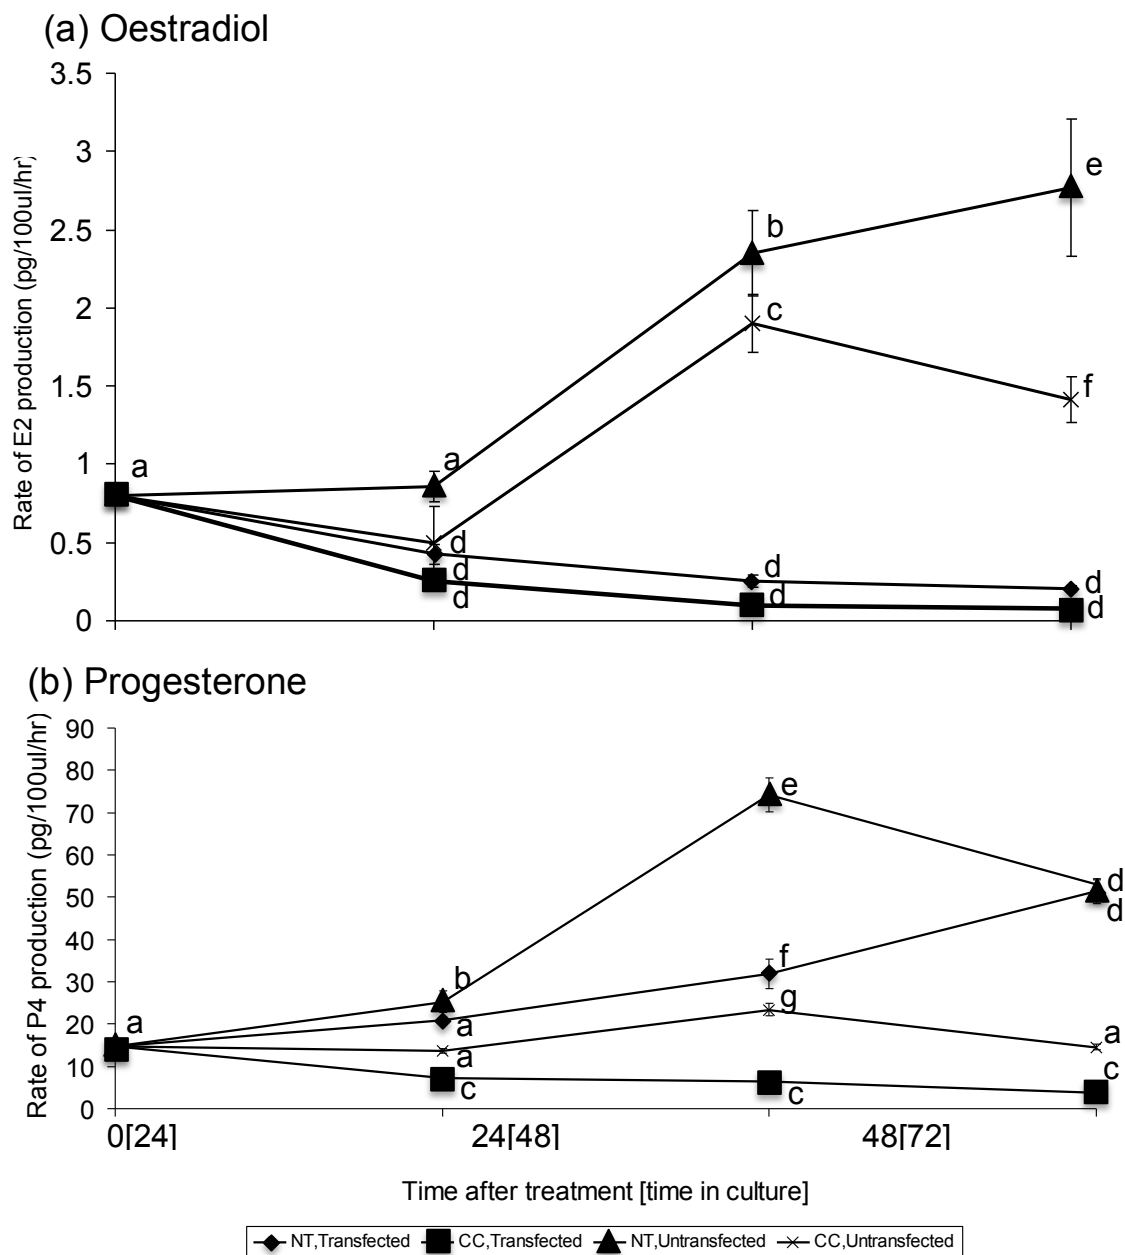 (a) Oestradiol
3.5
3
2.5
2
1.5
1
0.5
0
Rate of E2 production (pg/100ul/hr)
a
a
b
e
c
f
d
d
d
d
d
d
d
(b) Progesterone
90
80
70
60
50
40
30
20
10
0
Rate of P4 production (pg/100ul/hr)
a
b
a
a
c
e
f
g
c
d
d
a
c
0[24]
24[48]
48[72]
Time after treatment [time in culture]
NT,Transfected CC,Transfected NT,Untransfected CC,Untransfected